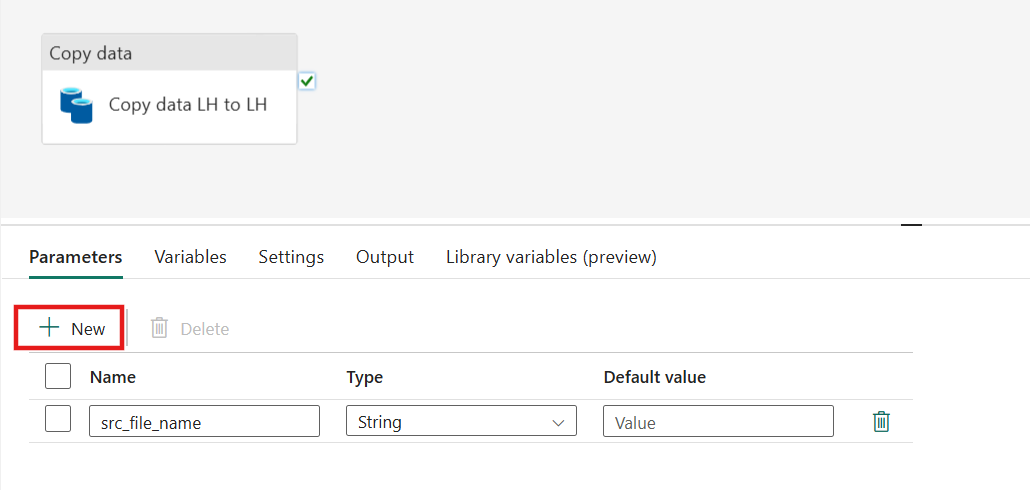 Copy data
Copy data LH to LH
Parameters Variables Settings Output Library variables (preview)
New Delete
Name Type Default value
src_file_name String Value